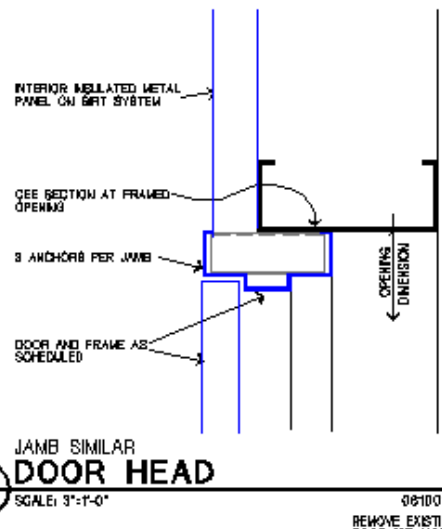 INTERIOR INSULATED METAL
PANEL ON GIRT SYSTEM
CEE SECTION AT FRAMED
OPENING
3 ANCHORS PER JAMB
OPENING
DIMENSION
DOOR AND FRAME AS
SCHEDULED
JAMB SIMILAR
DOOR HEAD
SCALE: 3"=1'-0"
06100
REMOVE EXISTI